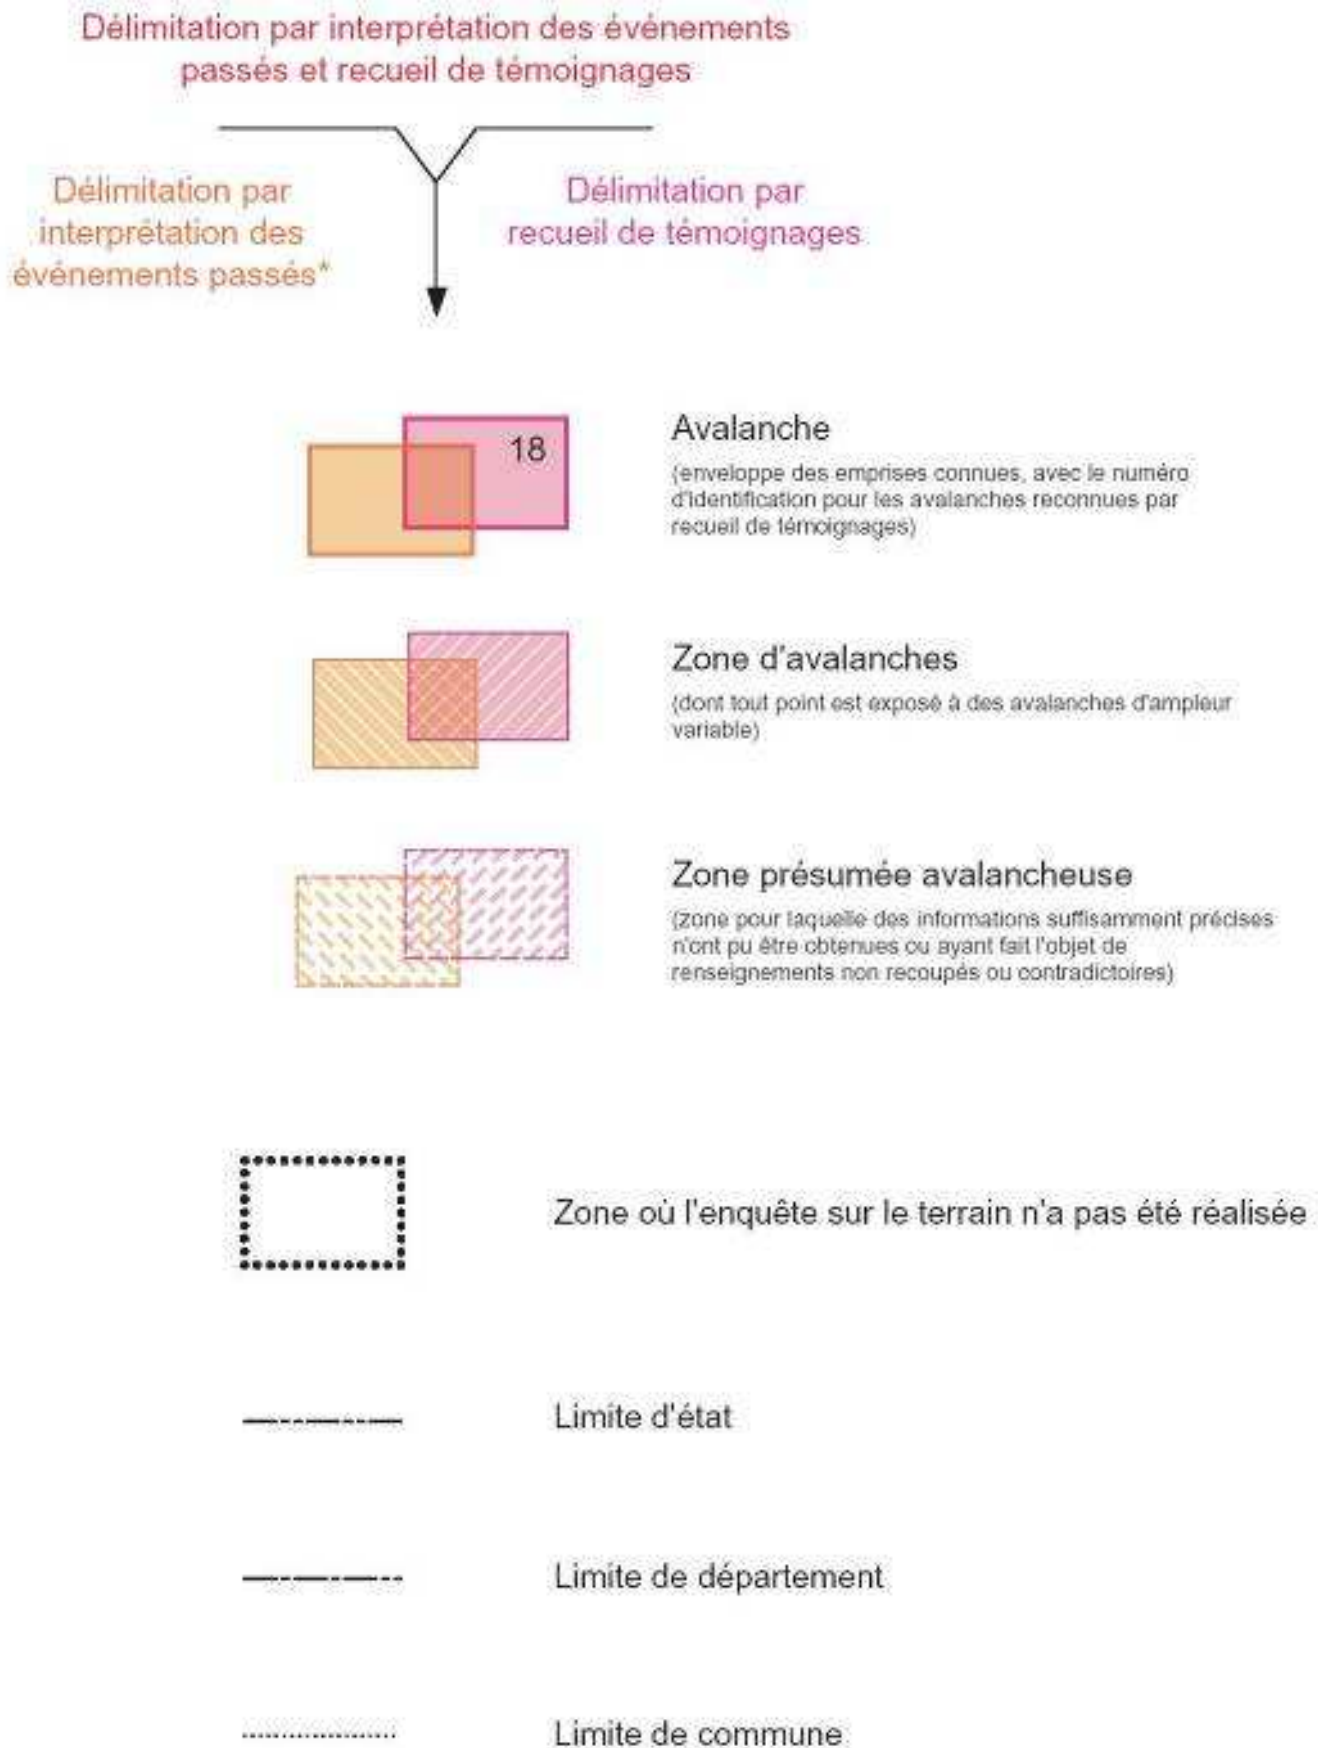 Délimitation par interprétation des événements
passés et recueil de témoignages
Délimitation par
interprétation des
événements passés*
Délimitation par
recueil de témoignages
18
Avalanche
(enveloppe des emprises connues, avec le numéro
d'identification pour les avalanches reconnues par
recueil de témoignages)
Zone d'avalanches
(dont tout point est exposé à des avalanches d'ampleur
variable)
Zone présumée avalancheuse
(zone pour laquelle des informations suffisamment précises
n'ont pu être obtenues ou ayant fait l'objet de
renseignements non recoupés ou contradictoires)
Zone où l'enquête sur le terrain n'a pas été réalisée
Limite d'état
Limite de département
Limite de commune